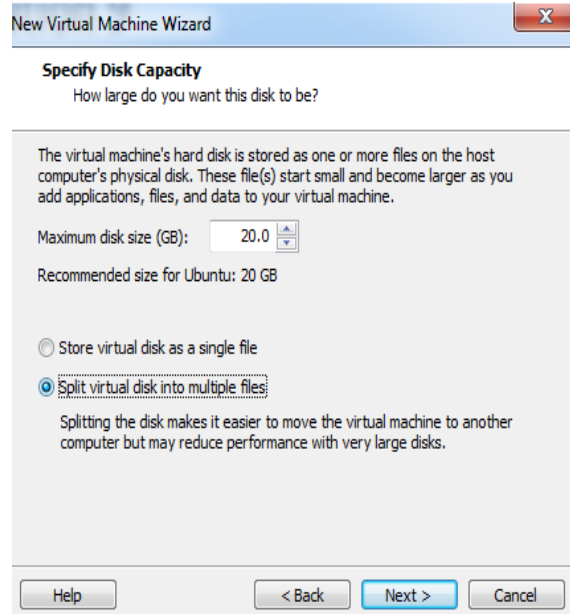 New Virtual Machine Wizard
X
Specify Disk Capacity
How large do you want this disk to be?
The virtual machine's hard disk is stored as one or more files on the host
computer's physical disk. These file(s) start small and become larger as you
add applications, files, and data to your virtual machine.
Maximum disk size (GB): 20.0
Recommended size for Ubuntu: 20 GB
Store virtual disk as a single file
Split virtual disk into multiple files
Splitting the disk makes it easier to move the virtual machine to another
computer but may reduce performance with very large disks.
Help < Back Next > Cancel